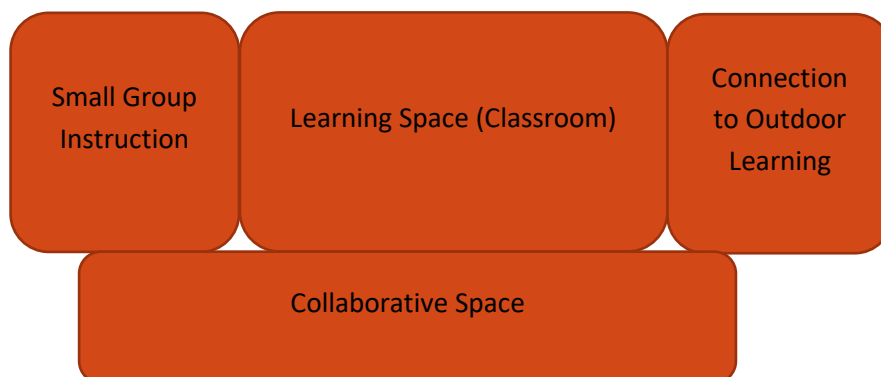 Small Group
Instruction
Learning Space (Classroom)
Connection
to Outdoor
Learning
Collaborative Space